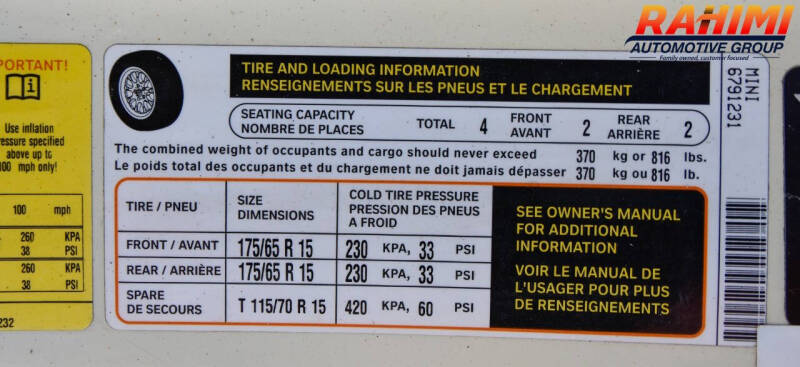 RAHIMI
AUTOMOTIVE GROUP
Family owned, customer focused
PORTANT!
Use inflation
ressure specified
above up to
00 mph only!
100 mph
260 KPA
38 PSI
260 KPA
38 PSI
232
TIRE AND LOADING INFORMATION
RENSEIGNEMENTS SUR LES PNEUS ET LE CHARGEMENT
SEATING CAPACITY
NOMBRE DE PLACES
TOTAL 4
FRONT
AVANT 2
REAR
ARRIÈRE 2
The combined weight of occupants and cargo should never exceed 370 kg or 816 lbs.
Le poids total des occupants et du chargement ne doit jamais dépasser 370 kg ou 816 lb.
TIRE / PNEU
SIZE
DIMENSIONS
COLD TIRE PRESSURE
PRESSION DES PNEUS
A FROID
FRONT / AVANT 175/65 R 15 230 KPA, 33 PSI
REAR / ARRIÈRE 175/65 R 15 230 KPA, 33 PSI
SPARE
DE SECOURS T 115/70 R 15 420 KPA, 60 PSI
SEE OWNER'S MANUAL
FOR ADDITIONAL
INFORMATION
VOIR LE MANUAL DE
L'USAGER POUR PLUS
DE RENSEIGNEMENTS
MINI
6791231